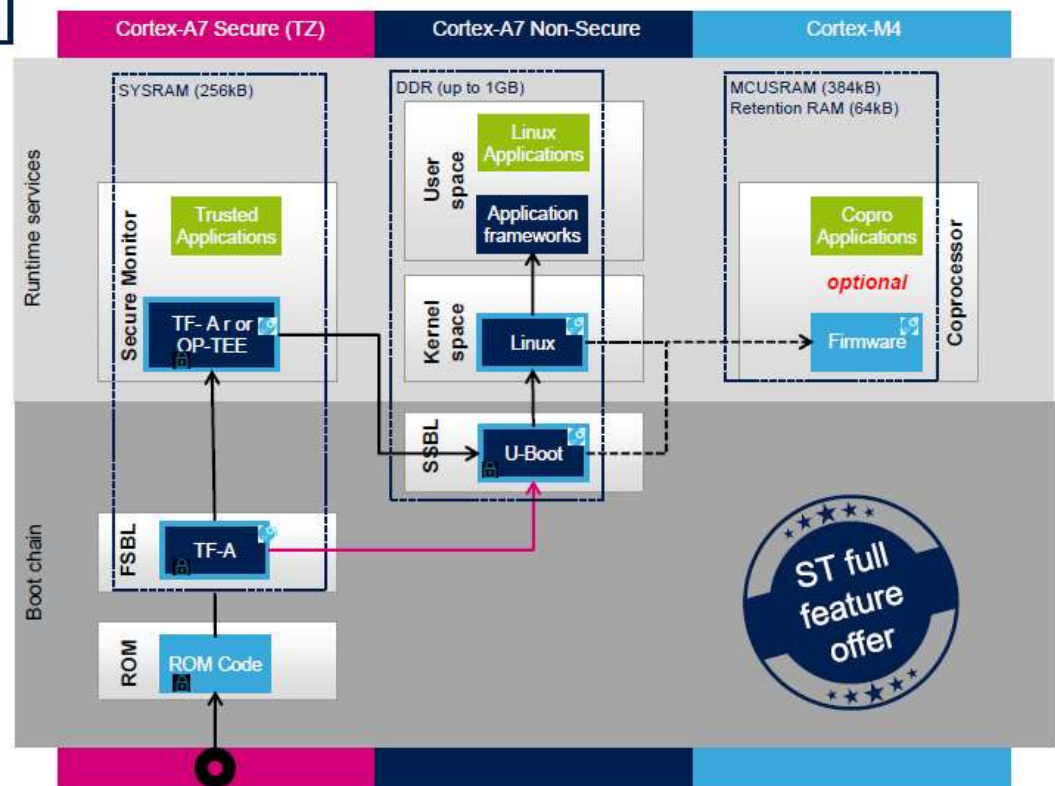 Cortex-A7 Secure (TZ)
Cortex-A7 Non-Secure
Cortex-M4
Runtime services
SYSRAM (256kB)
Secure Monitor
Trusted
Applications
TF- A r or
OP-TEE
DDR (up to 1GB)
User
space
Linux
Applications
Application
frameworks
Kernel
space
Linux
MCUSRAM (384kB)
Retention RAM (64kB)
Copro
Applications
optional
Firmware
Coprocessor
Boot chain
SSBL
U-Boot
FSBL
TF-A
ROM
ROM Code
ST full
feature
offer